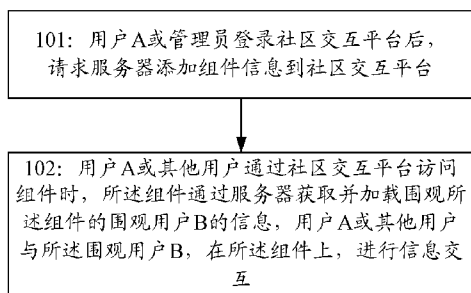 101：用户A或管理员登录社区交互平台后，
请求服务器添加组件信息到社区交互平台
102：用户A或其他用户通过社区交互平台访问
组件时，所述组件通过服务器获取并加载围观所
述组件的围观用户B的信息，用户A或其他用户
与所述围观用户B，在所述组件上，进行信息交
互